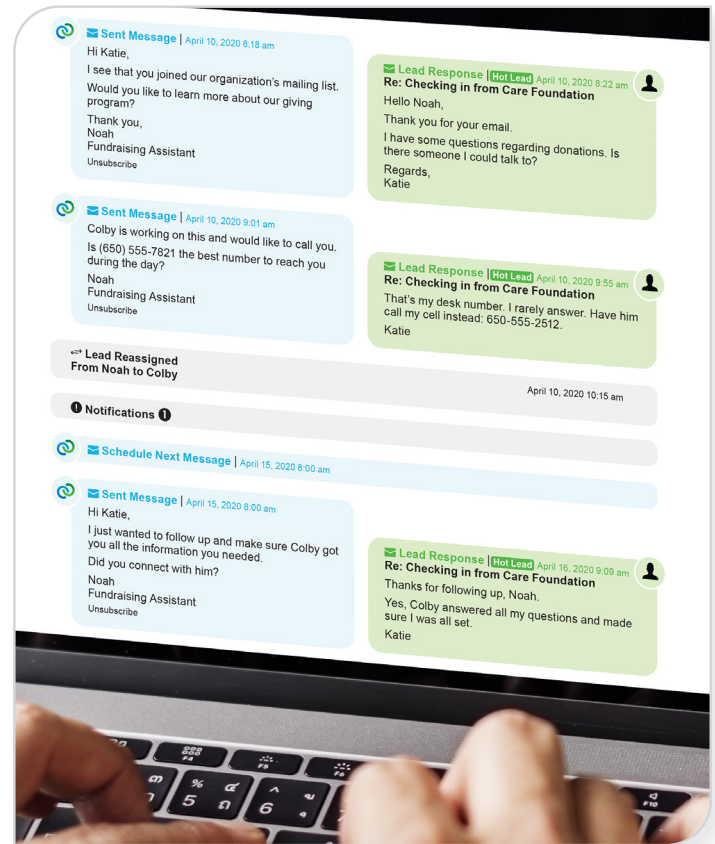 Sent Message | April 10, 2020 8:18 am
Hi Katie,
I see that you joined our organization's mailing list.
Would you like to learn more about our giving
program?
Thank you,
Noah
Fundraising Assistant
Unsubscribe
Lead Response | Hot Lead April 10, 2020 8:22 am
Re: Checking in from Care Foundation
Hello Noah,
Thank you for your email.
I have some questions regarding donations. Is
there someone I could talk to?
Regards,
Katie
Sent Message | April 10, 2020 9:01 am
Colby is working on this and would like to call you.
Is (650) 555-7821 the best number to reach you
during the day?
Noah
Fundraising Assistant
Unsubscribe
Lead Response | Hot Lead April 10, 2020 9:55 am
Re: Checking in from Care Foundation
That's my desk number. I rarely answer. Have him
call my cell instead: 650-555-2512.
Katie
Lead Reassigned
From Noah to Colby
April 10, 2020 10:15 am
Notifications 1
Schedule Next Message | April 15, 2020 8:00 am
Sent Message | April 15, 2020 8:00 am
Hi Katie,
I just wanted to follow up and make sure Colby got
you all the information you needed.
Did you connect with him?
Noah
Fundraising Assistant
Unsubscribe
Lead Response | Hot Lead April 16, 2020 9:09 am
Re: Checking in from Care Foundation
Thanks for following up, Noah.
Yes, Colby answered all my questions and made
sure I was all set.
Katie
F4
F5
F6
F10
% ๔
5 ถ
^ ู
6 ุ